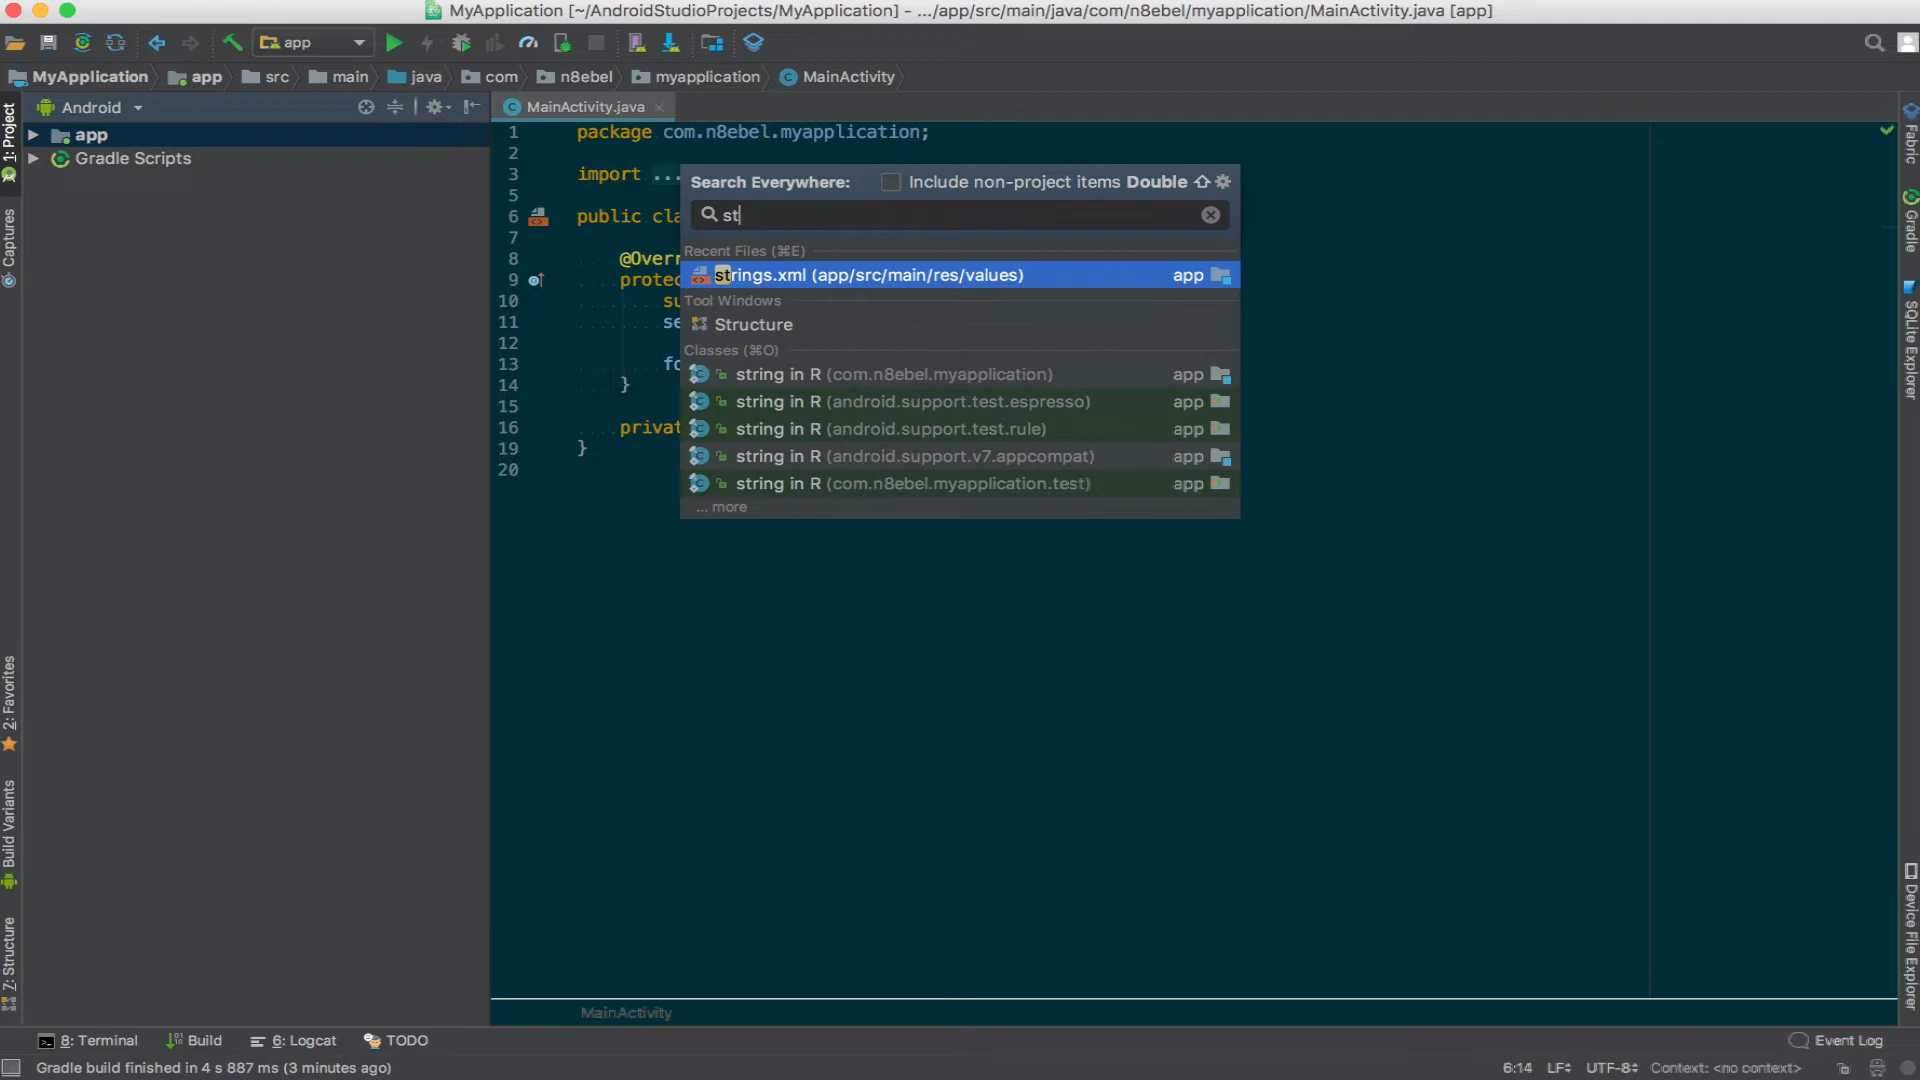 MyApplication [~/AndroidStudioProjects/MyApplication] - .../app/src/main/java/com/n8ebel/myapplication/MainActivity.java [app]
app
MyApplication app src main java com n8ebel myapplication MainActivity
Android
MainActivity.java
app
Gradle Scripts
1: Project
Captures
2: Favorites
Build Variants
Z: Structure
1 package com.n8ebel.myapplication;
2
3 import ...
5
6 public cla
7
8 @Overr
9 protec
10 su
11 se
12
13 fo
14 }
15
16 privat
19 }
20
Search Everywhere: Include non-project items Double
st
Recent Files (⌘E)
strings.xml (app/src/main/res/values) app
Tool Windows
Structure
Classes (⌘O)
string in R (com.n8ebel.myapplication) app
string in R (android.support.test.espresso) app
string in R (android.support.test.rule) app
string in R (android.support.v7.appcompat) app
string in R (com.n8ebel.myapplication.test) app
... more
Fabric
Gradle
SQLite Explorer
Device File Explorer
MainActivity
8: Terminal Build 6: Logcat TODO Event Log
Gradle build finished in 4 s 887 ms (3 minutes ago) 6:14 LF UTF-8 Context: <no context>